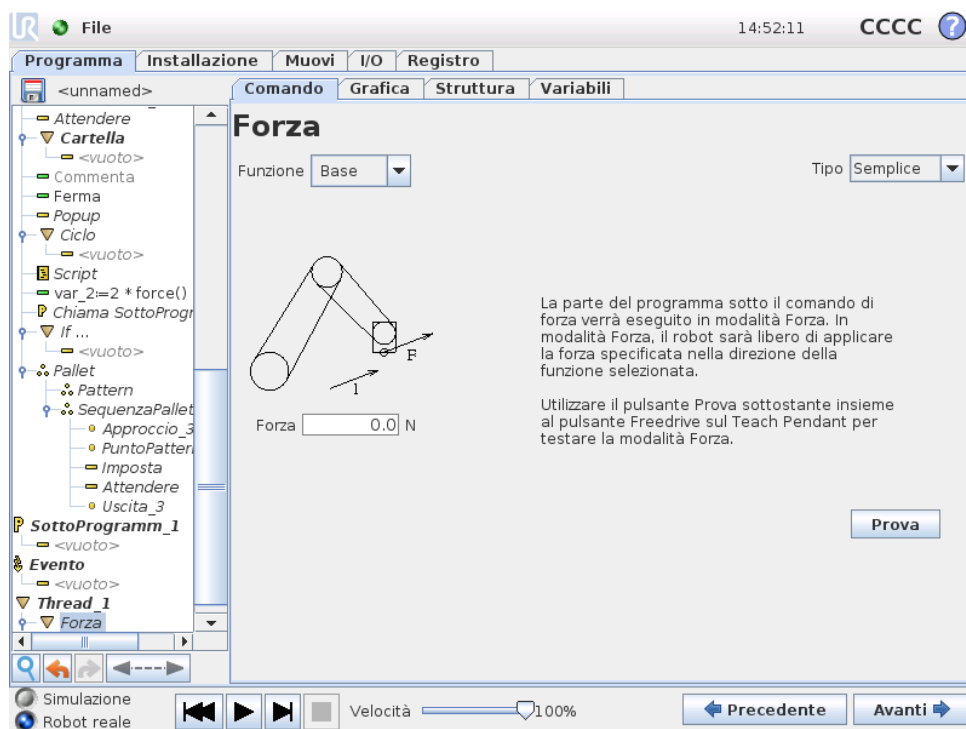 UR File 14:52:11 CCCC ?
Programma Installazione Muovi I/O Registro
<unnamed>
Comando Grafica Struttura Variabili
Attendere
Cartella
<vuoto>
Commenta
Ferma
Popup
Ciclo
<vuoto>
Script
var_2:=2 * force()
P Chiama SottoProgr
If ...
<vuoto>
Pallet
Pattern
SequenzaPallet
Approccio_3
PuntoPatter
Imposta
Attendere
Uscita_3
P SottoProgramm_1
<vuoto>
Evento
<vuoto>
Thread_1
Forza
Forza
Funzione Base
Tipo Semplice
F
1
Forza 0.0 N
La parte del programma sotto il comando di
forza verrà eseguito in modalità Forza. In
modalità Forza, il robot sarà libero di applicare
la forza specificata nella direzione della
funzione selezionata.
Utilizzare il pulsante Prova sottostante insieme
al pulsante Freedrive sul Teach Pendant per
testare la modalità Forza.
Prova
Simulazione
Robot reale
Velocità 100%
Precedente Avanti